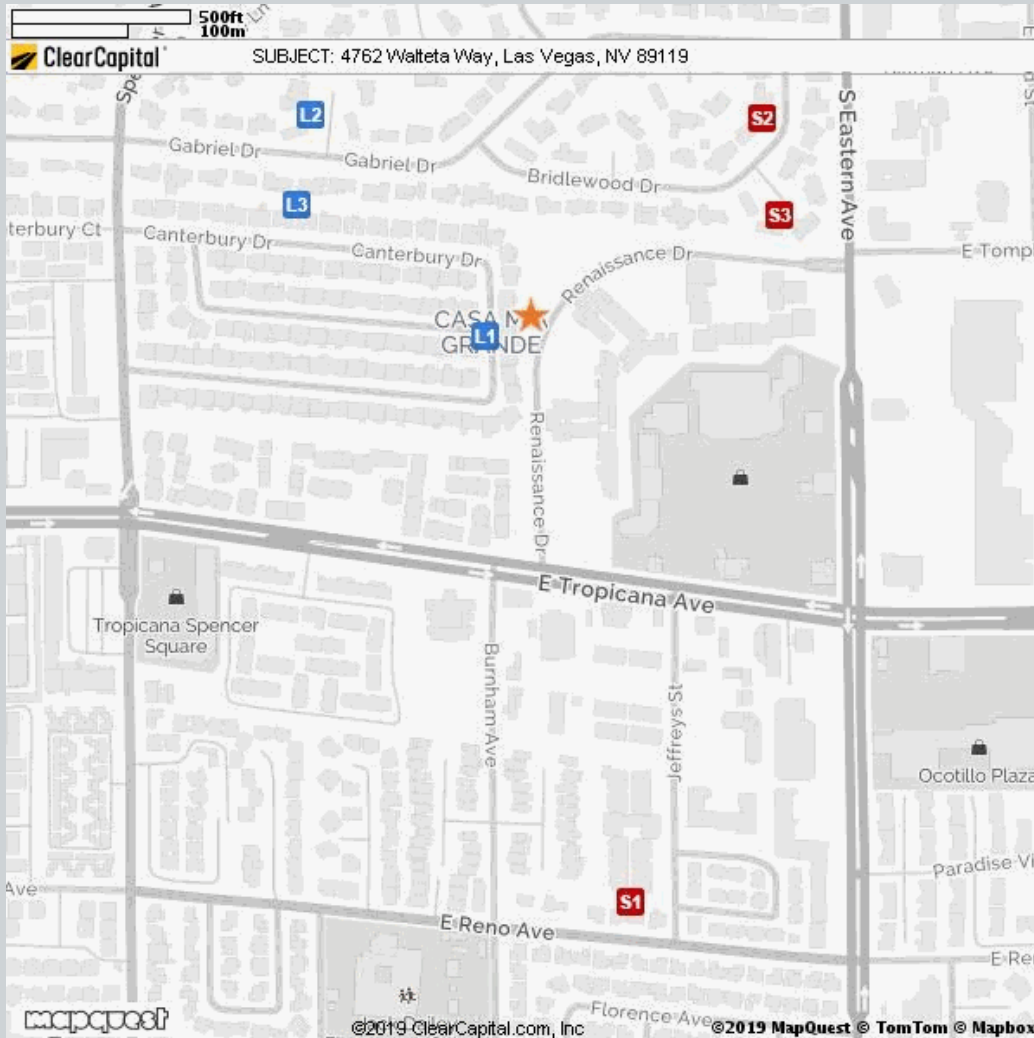 500ft
100m
Ln
ClearCapital
SUBJECT: 4762 Walteta Way, Las Vegas, NV 89119
Spe
L2
S2
S Eastern Ave
Gabriel Dr
Gabriel Dr
Bridlewood Dr
L3
S3
terbury Ct
Canterbury Dr
Canterbury Dr
Renaissance Dr
E Tomp
L1
GRANDE
Renaissance Dr
E Tropicana Ave
Tropicana Spencer
Square
Burnham Ave
Jeffreys St
Ocotillo Plaza
Paradise Vi
Ave
S1
E Reno Ave
E Re
Florence Ave
mapquest
©2019 ClearCapital.com, Inc
©2019 MapQuest © TomTom © Mapbox